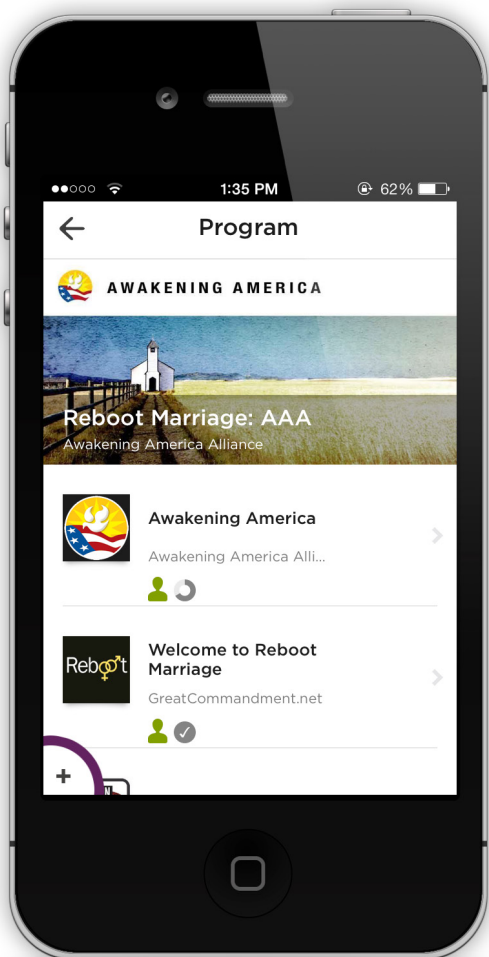 1:35 PM
62%
Program
AWAKENING AMERICA
Reboot Marriage: AAA
Awakening America Alliance
Awakening America
Awakening America Alli...
Reboot
Welcome to Reboot
Marriage
GreatCommandment.net
+